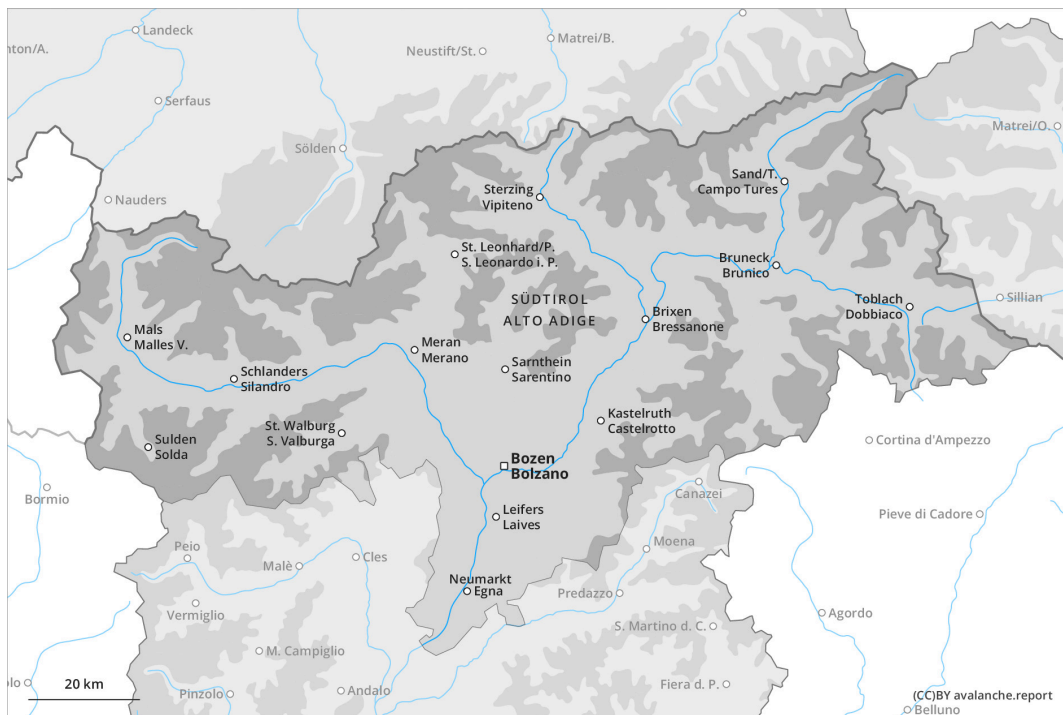 Landeck
nton/A.
Neustift/St.
Matrei/B.
Serfaus
Matrei/O.
Sölden
Nauders
Sterzing
Vipiteno
Sand/T.
Campo Tures
St. Leonhard/P.
S. Leonardo i. P.
Bruneck
Brunico
SÜDTIROL
ALTO ADIGE
Toblach
Dobbiaco
Sillian
Brixen
Bressanone
Mals
Malles V.
Meran
Merano
Sarnthein
Sarentino
Schlanders
Silandro
Kastelruth
Castelrotto
St. Walburg
S. Valburga
Sulden
Solda
Cortina d'Ampezzo
Bozen
Bolzano
Bormio
Canazei
Leifers
Laives
Pieve di Cadore
Moena
Peio
Malè
Cles
Neumarkt
Egna
Predazzo
Vermiglio
Agordo
S. Martino d. C.
M. Campiglio
20 km
olo
Pinzolo
Andalo
Fiera d. P.
(CC)BY avalanche.report
Belluno